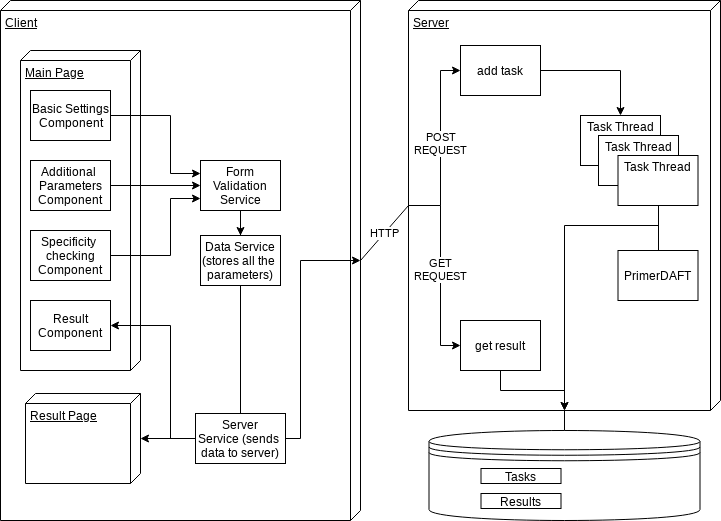 Client
Main Page
Basic Settings
Component
Additional
Parameters
Component
Specificity
checking
Component
Result
Component
Result Page
Form
Validation
Service
Data Service
(stores all the
parameters)
Server
Service (sends
data to server)
HTTP
Server
add task
POST
REQUEST
GET
REQUEST
get result
Task Thread
Task Thread
Task Thread
PrimerDAFT
Tasks
Results